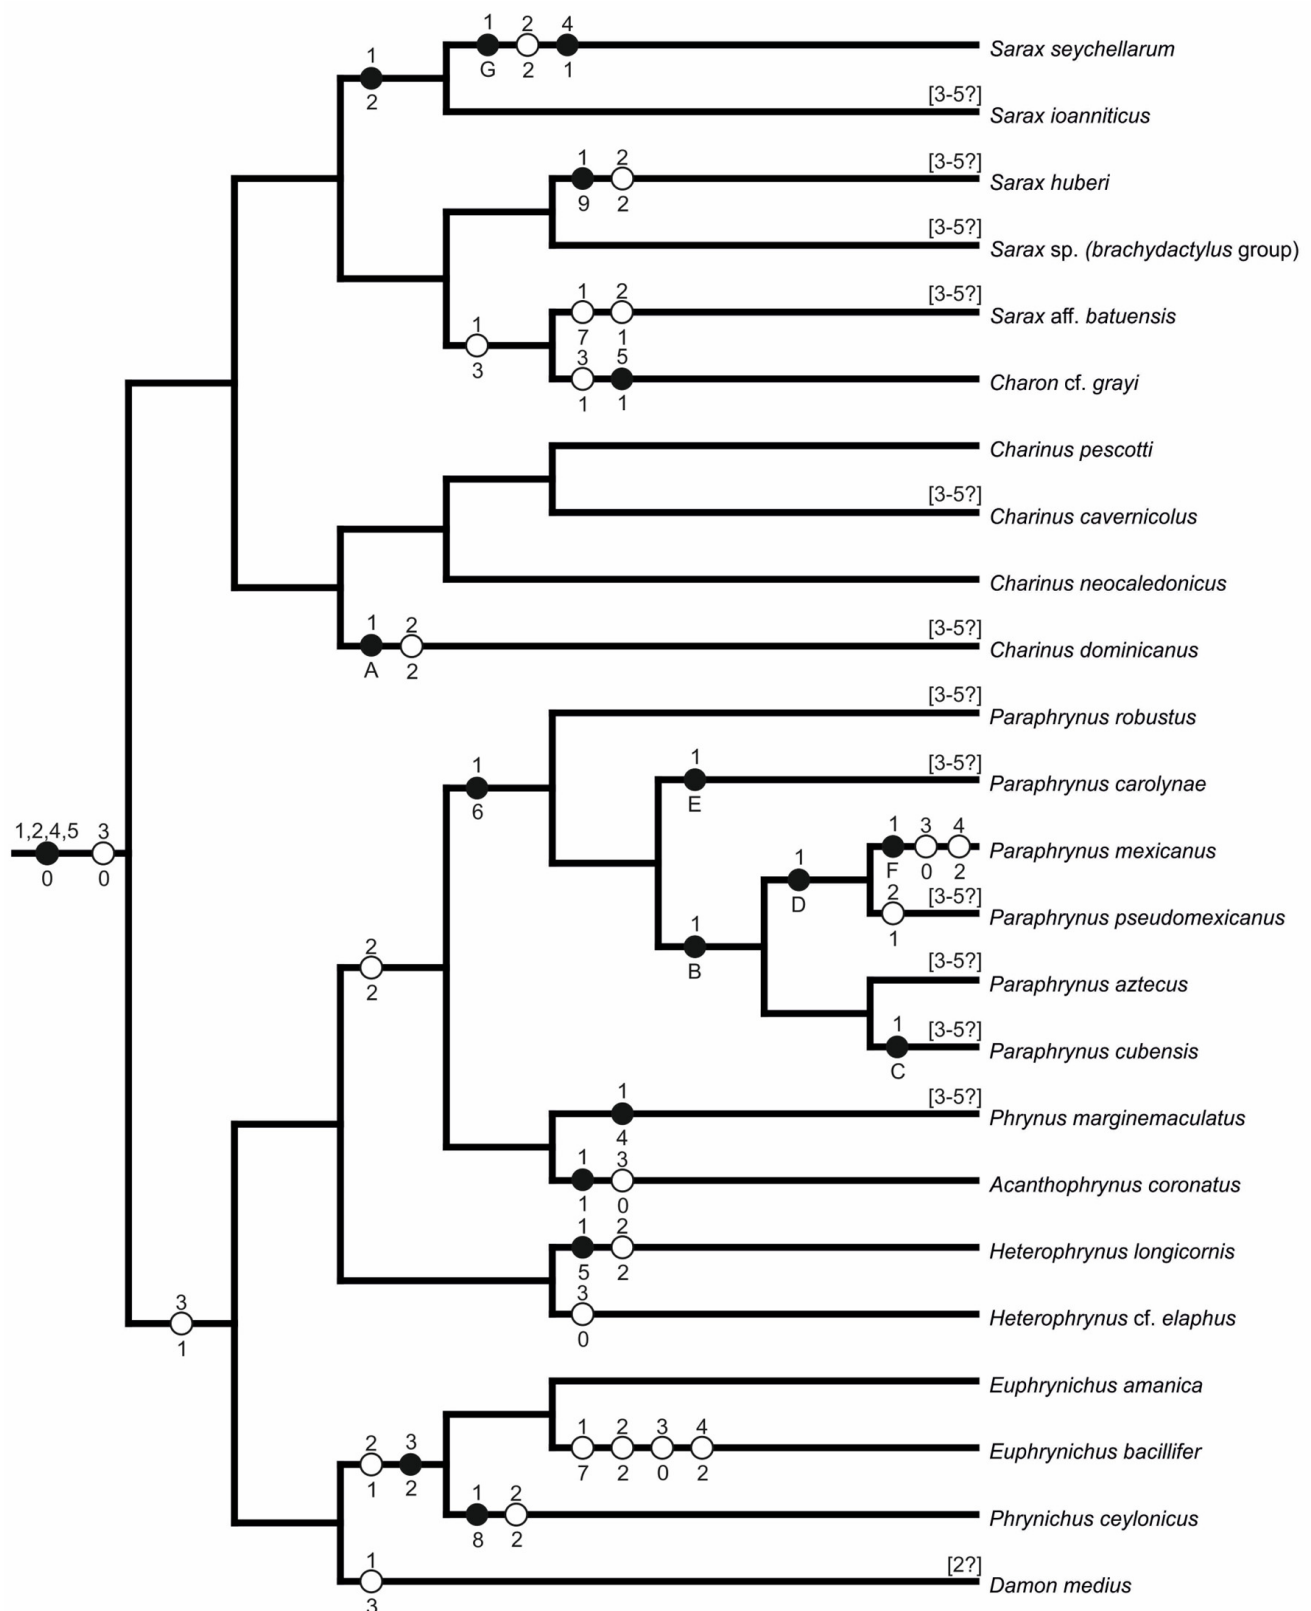 1 2 4
Sarax seychellarum
G 2 1
1
2
[3-5?]
Sarax ioanniticus
1 2 [3-5?]
Sarax huberi
9 2
[3-5?]
Sarax sp. (brachydactylus group)
1 2 [3-5?]
Sarax aff. batuensis
7 1
1
3
3 5
Charon cf. grayi
1 1
Charinus pescotti
[3-5?]
Charinus cavernicolus
Charinus neocaledonicus
1 2 [3-5?]
Charinus dominicanus
A 2
[3-5?]
Paraphrynus robustus
1
6
1 [3-5?]
Paraphrynus carolynae
E
1,2,4,5 3
0 0
1 3 4
Paraphrynus mexicanus
F 0 2
1
D
2 [3-5?]
Paraphrynus pseudomexicanus
1
1
B
2
2
[3-5?]
Paraphrynus aztecus
1 [3-5?]
Paraphrynus cubensis
C
1 [3-5?]
Phrynus marginemaculatus
4
1 3
Acanthophrynus coronatus
1 0
1 2
Heterophrynus longicornis
5 2
3
Heterophrynus cf. elaphus
0
3
1
Euphrynichus amanica
1 2 3 4
Euphrynichus bacillifer
7 2 0 2
2 3
1 2
1 2
Phrynichus ceylonicus
8 2
1 [2?]
Damon medius
3